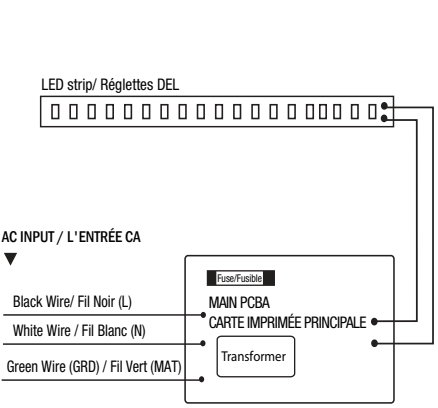 LED strip/ Réglettes DEL
AC INPUT / L'ENTRÉE CA
Fuse/Fusible
Black Wire/ Fil Noir (L)
MAIN PCBA
CARTE IMPRIMÉE PRINCIPALE
White Wire / Fil Blanc (N)
Transformer
Green Wire (GRD) / Fil Vert (MAT)